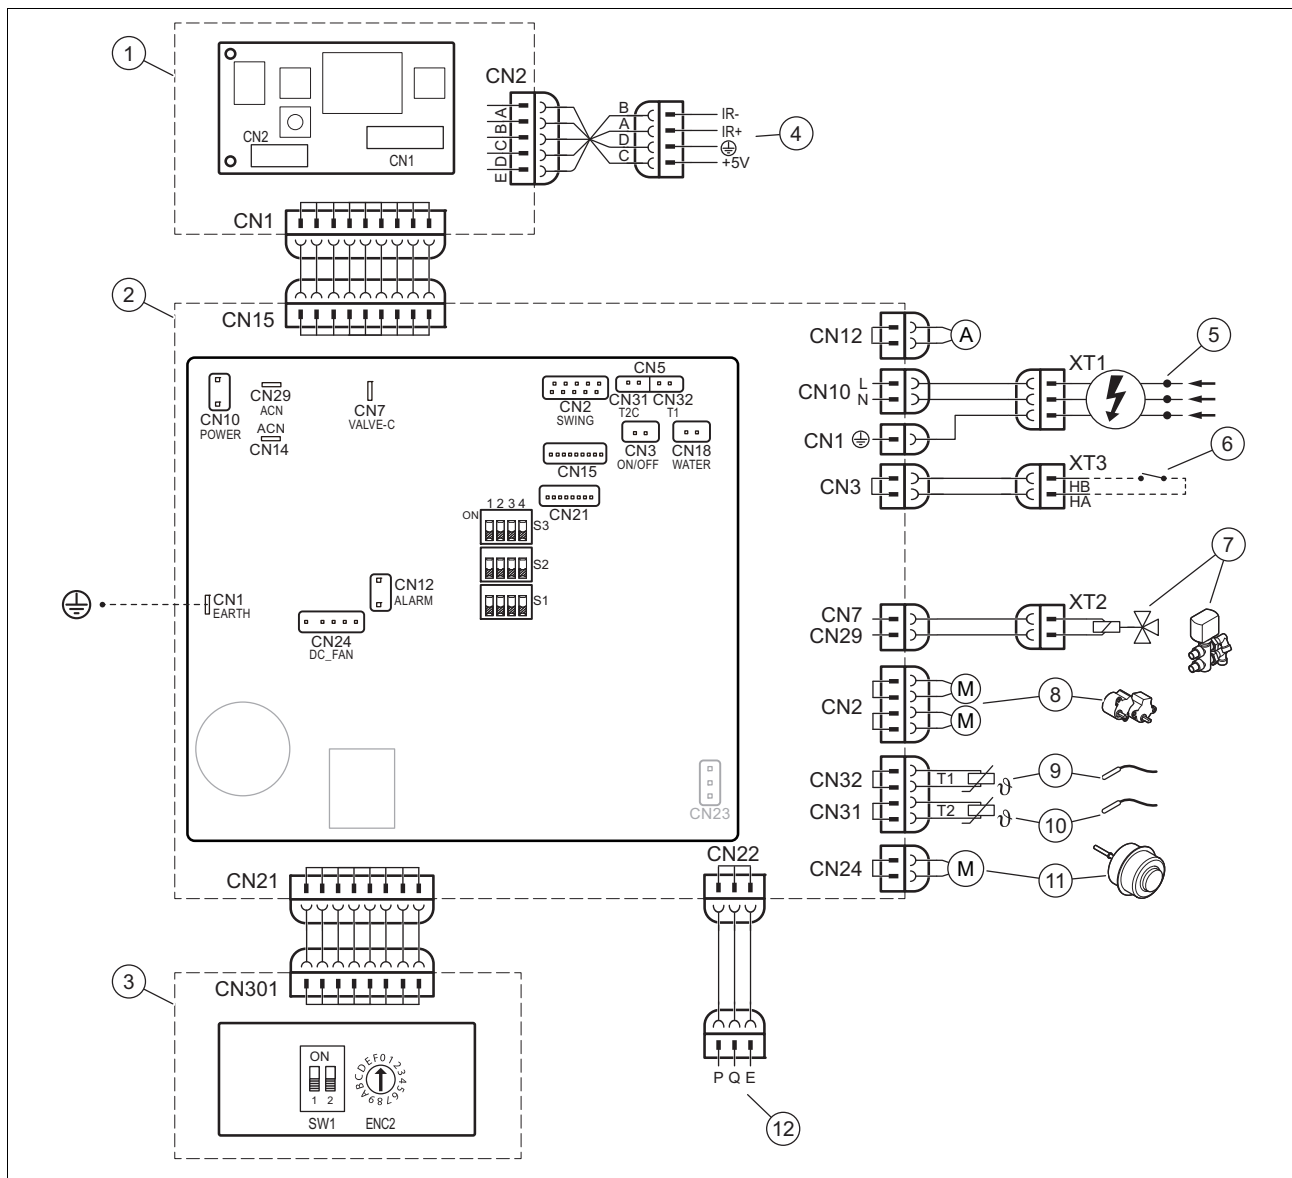 1
CN2
CN1
CN2
A
B
C
D
E
B
A
D
C
IR-
IR+
+5V
4
CN1
2
CN15
CN10
POWER
CN29
ACN
ACN
CN14
CN7
VALVE-C
CN2
SWING
CN5
CN31
CN32
T2C
T1
CN3
ON/OFF
CN18
WATER
CN15
CN21
1 2 3 4
ON
S3
S2
S1
CN1
EARTH
CN12
ALARM
CN24
DC_FAN
CN23
CN12
A
CN10
L
N
XT1
5
CN1
CN3
XT3
HB
HA
6
CN7
CN29
XT2
7
CN2
M
M
8
CN32
T1
ϑ
9
CN31
T2
ϑ
10
CN24
M
11
CN21
CN22
P Q E
12
3
CN301
ON
1 2
SW1
0123456789ABCDEF
ENC2